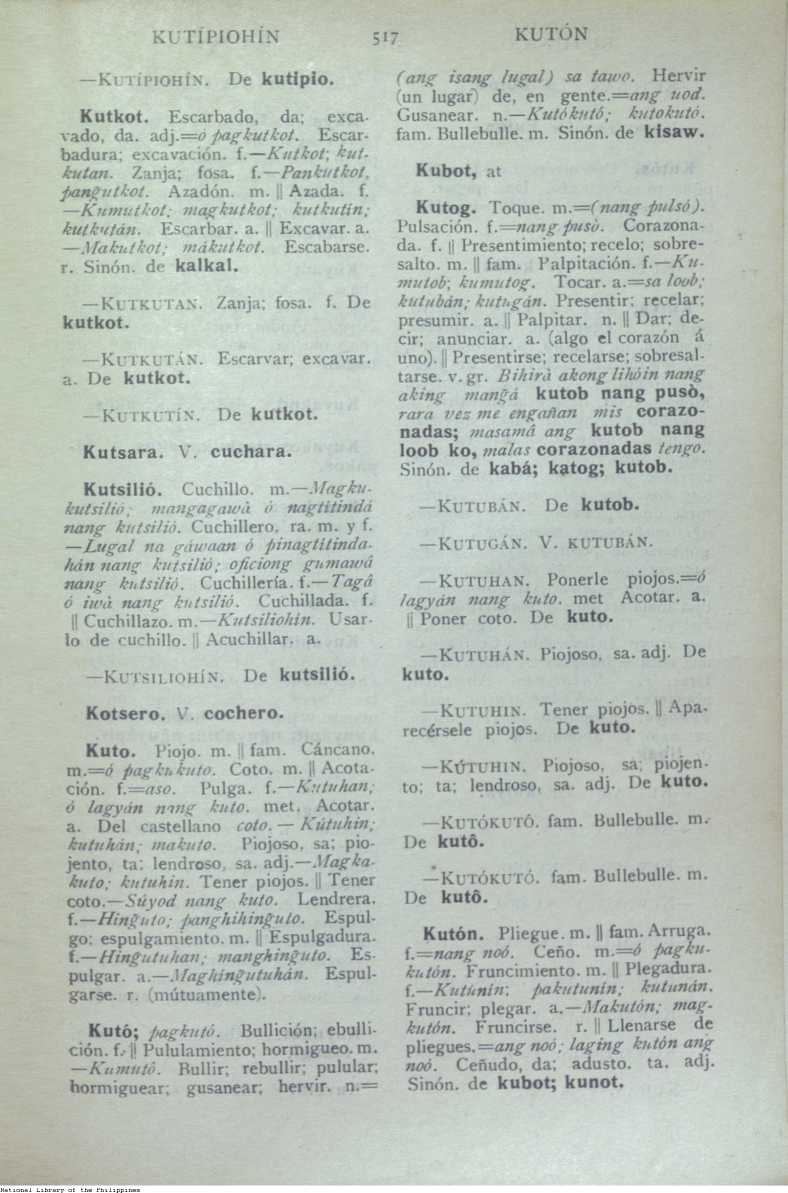 KUTÍPIOHÍN 517 KUTÓN
—KUTÍPIOHÍN. De kutipio.
Kutkot. Escarbado, da; exca-
vado, da. adj.=ó pagkutkot. Escar-
badura; excavación. f.—Kutkot; kut-
kutan. Zanja; fosa. f.—Pankutkot,
pang̃utkot. Azadón. m. || Azada. f.
—Kumutkot; magkutkot; kutkutin;
kutkután. Escarbar. a. || Excavar. a.
—Makutkot; mákutkot. Escabarse.
r. Sinón. de kalkal.
—KUTKUTAN. Zanja; fosa. f. De
kutkot.
—KUTKUTÁN. Escarvar; excavar.
a. De kutkot.
—KUTKUTÍN. De kutkot.
Kutsara. V. cuchara.
Kutsilió. Cuchillo. m.—Magku-
kutsilió; mangagawà ó nagtitindá
nang kutsilió. Cuchillero, ra. m. y f.
—Lugal na gáwaan ó pinagtitinda-
hán nang kutsilió; oficiong gumawâ
nang kutsilió. Cuchillería. f.—Tagâ
ó iwà nang kutsilió. Cuchillada. f.
|| Cuchillazo. m.—Kutsiliohin. Usar-
lo de cuchillo. || Acuchillar. a.
—KUTSILIOHÍN. De kutsilió.
Kotsero. V. cochero.
Kuto. Piojo. m. || fam. Cáncano.
m.=ó pagkukuto. Coto. m. || Acota-
ción. f.=aso. Pulga. f.—Kutuhan;
ó lagyán nang kuto. met. Acotar.
a. Del castellano coto.—Kútuhin;
kutuhán; makuto. Piojoso, sa; pio-
jento, ta; lendroso, sa. adj.—Magka-
kuto; kutuhin. Tener piojos. || Tener
coto.—Súyod nang kuto. Lendrera.
f.—Hing̃uto; panghihing̃uto. Espul-
go; espulgamiento. m. || Espulgadura.
f.—Hing̃utuhan; manghing̃uto. Es-
pulgar. a.—Maghing̃utuhán. Espul-
garse. r. (mútuamente).
Kutô; pagkutô. Bullición; ebulli-
ción. f. || Pululamiento; hormigueo. m.
—Kumutô. Bullir; rebullir; pulular;
hormiguear; gusanear; hervir. n.=
(ang isang lugal) sa tawo. Hervir
(un lugar) de, en gente.=ang uod.
Gusanear. n.—Kutókutô; kutokutó.
fam. Bullebulle. m. Sinón. de kisaw.
Kubot, at
Kutog. Toque. m.=(nang pulsó).
Pulsación. f.=nang pusò. Corazona-
da. f. || Presentimiento; recelo; sobre-
salto. m. || fam. Palpitación. f.—Ku-
mutob; kumutog. Tocar. a.=sa loob;
kutubán; kutugán. Presentir; recelar;
presumir. a. || Palpitar. n. || Dar; de-
cir; anunciar. a. (algo el corazón á
uno). || Presentirse; recelarse; sobresal-
tarse. v. gr. Bihirà akong lihóin nang
aking mang̃á kutob nang pusò,
rara vez me engañan mis corazo-
nadas; masamá ang kutob nang
loob ko, malas corazonadas tengo.
Sinón. de kabá; katog; kutob.
—KUTUBÁN. De kutob.
—KUTUGÁN. V. KUTUBÁN.
—KUTUHAN. Ponerle piojos.=ó
lagyán nang kuto. met Acotar. a.
|| Poner coto. De kuto.
—KUTUHÁN. Piojoso, sa. adj. De
kuto.
—KUTUHIN. Tener piojos. || Apa-
recérsele piojos. De kuto.
—KÚTUHIN. Piojoso, sa; piojen-
to; ta; lendroso, sa. adj. De kuto.
—KUTÓKUTÔ. fam. Bullebulle. m.
De kutô.
—KUTÓKUTÓ. fam. Bullebulle. m.
De kutô.
Kutón. Pliegue. m. || fam. Arruga.
f.=nang noó. Ceño. m.=ó pagku-
kutón. Fruncimiento. m. || Plegadura.
f.—Kutunin; pakutunin; kutunán.
Fruncir; plegar. a.—Makutón; mag-
kutón. Fruncirse. r. || Llenarse de
pliegues.=ang noó; laging kutón ang
noó. Ceñudo, da; adusto. ta. adj.
Sinón. de kubot; kunot.
National Library of the Philippines